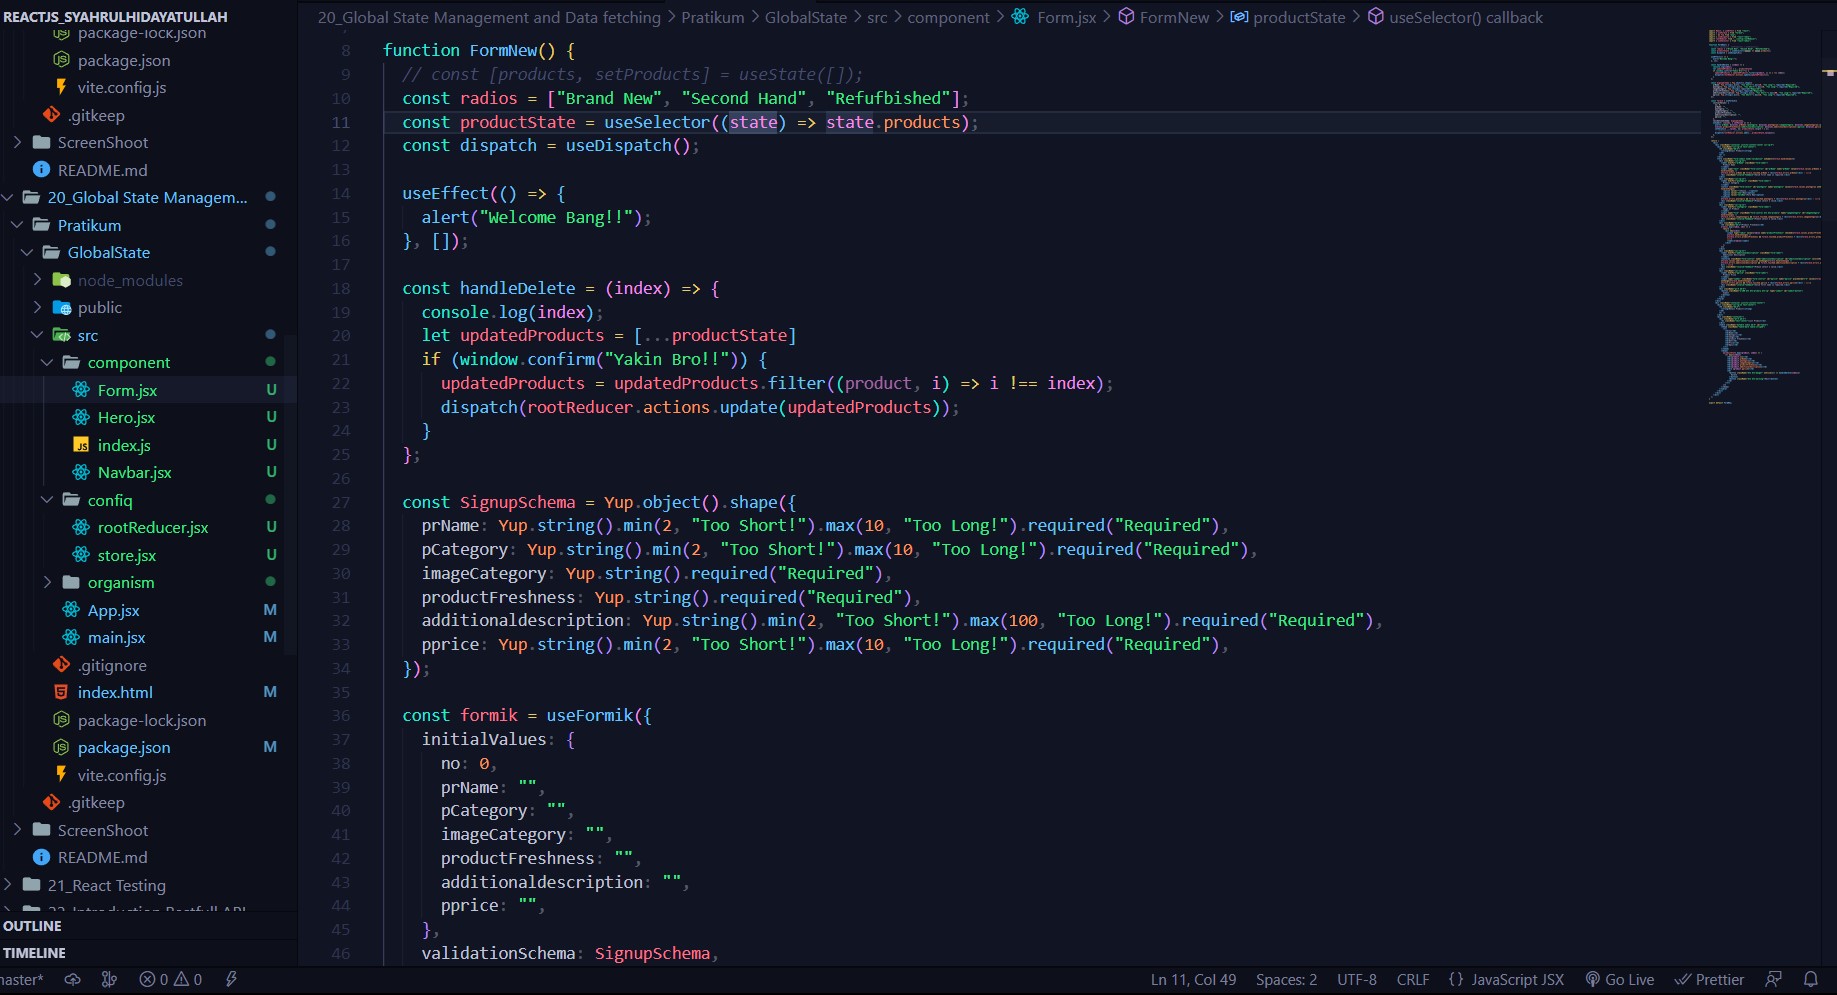 REACTJS_SYAHRULHIDAYATULLAH
package-lock.json
package.json
vite.config.js
.gitkeep
ScreenShoot
README.md
20_Global State Managem...
Pratikum
GlobalState
node_modules
public
src
component
Form.jsx U
Hero.jsx U
index.js U
Navbar.jsx U
confiq
rootReducer.jsx U
store.jsx U
organism
App.jsx M
main.jsx M
.gitignore
index.html M
package-lock.json
package.json M
vite.config.js
.gitkeep
ScreenShoot
README.md
21_React Testing
OUTLINE
TIMELINE
20_Global State Management and Data fetching > Pratikum > GlobalState > src > component > Form.jsx > FormNew > productState > useSelector() callback
8 function FormNew() {
9 // const [products, setProducts] = useState([]);
10 const radios = ["Brand New", "Second Hand", "Refufbished"];
11 const productState = useSelector((state) => state.products);
12 const dispatch = useDispatch();
13
14 useEffect(() => {
15 alert("Welcome Bang!!");
16 }, []);
17
18 const handleDelete = (index) => {
19 console.log(index);
20 let updatedProducts = [...productState]
21 if (window.confirm("Yakin Bro!!")) {
22 updatedProducts = updatedProducts.filter((product, i) => i !== index);
23 dispatch(rootReducer.actions.update(updatedProducts));
24 }
25 };
26
27 const SignupSchema = Yup.object().shape({
28 prName: Yup.string().min(2, "Too Short!").max(10, "Too Long!").required("Required"),
29 pCategory: Yup.string().min(2, "Too Short!").max(10, "Too Long!").required("Required"),
30 imageCategory: Yup.string().required("Required"),
31 productFreshness: Yup.string().required("Required"),
32 additionaldescription: Yup.string().min(2, "Too Short!").max(100, "Too Long!").required("Required"),
33 pprice: Yup.string().min(2, "Too Short!").max(10, "Too Long!").required("Required"),
34 });
35
36 const formik = useFormik({
37 initialValues: {
38 no: 0,
39 prName: "",
40 pCategory: "",
41 imageCategory: "",
42 productFreshness: "",
43 additionaldescription: "",
44 pprice: "",
45 },
46 validationSchema: SignupSchema,
naster* 0 0 Ln 11, Col 49 Spaces: 2 UTF-8 CRLF {} JavaScript JSX Go Live Prettier